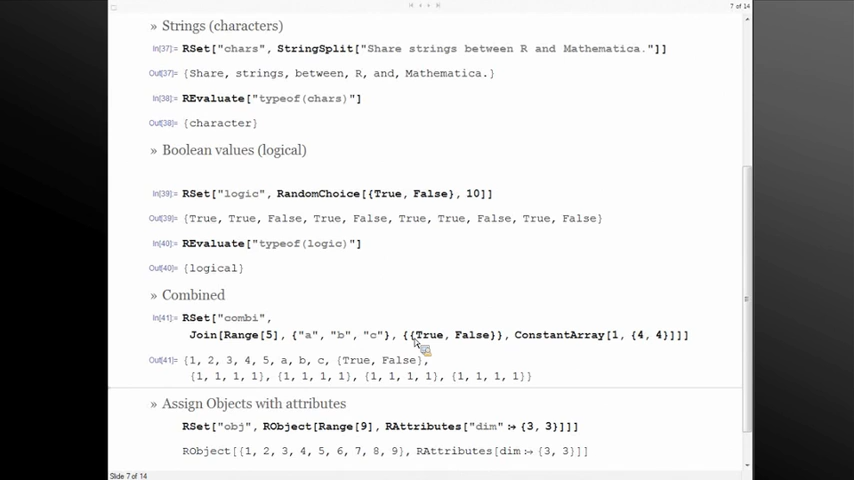 7 of 14
» Strings (characters)
In[37]:= RSet["chars", StringSplit["Share strings between R and Mathematica."]]
Out[37]= {Share, strings, between, R, and, Mathematica.}
In[38]:= REvaluate["typeof(chars)"]
Out[38]= {character}
» Boolean values (logical)
In[39]:= RSet["logic", RandomChoice[{True, False}, 10]]
Out[39]= {True, True, False, True, False, True, True, False, True, False}
In[40]:= REvaluate["typeof(logic)"]
Out[40]= {logical}
» Combined
In[41]:= RSet["combi",
Join[Range[5], {"a", "b", "c"}, {{True, False}}, ConstantArray[1, {4, 4}]]]
Out[41]= {1, 2, 3, 4, 5, a, b, c, {True, False},
{1, 1, 1, 1}, {1, 1, 1, 1}, {1, 1, 1, 1}, {1, 1, 1, 1}}
» Assign Objects with attributes
RSet["obj", RObject[Range[9], RAttributes["dim" :> {3, 3}]]]
RObject[{1, 2, 3, 4, 5, 6, 7, 8, 9}, RAttributes[dim :> {3, 3}]]
Slide 7 of 14